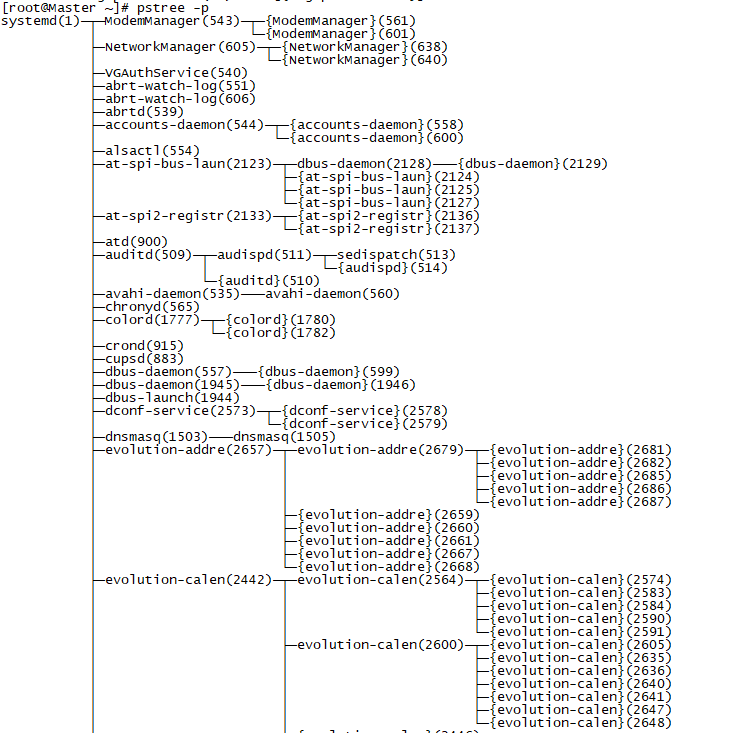 [root@Master ~]# pstree -p
systemd(1)─┬─ModemManager(543)─┬─{ModemManager}(561)
           │                   └─{ModemManager}(601)
           ├─NetworkManager(605)─┬─{NetworkManager}(638)
           │                     └─{NetworkManager}(640)
           ├─VGAuthService(540)
           ├─abrt-watch-log(551)
           ├─abrt-watch-log(606)
           ├─abrtd(539)
           ├─accounts-daemon(544)─┬─{accounts-daemon}(558)
           │                      └─{accounts-daemon}(600)
           ├─alsactl(554)
           ├─at-spi-bus-laun(2123)─┬─dbus-daemon(2128)───{dbus-daemon}(2129)
           │                       ├─{at-spi-bus-laun}(2124)
           │                       ├─{at-spi-bus-laun}(2125)
           │                       └─{at-spi-bus-laun}(2127)
           ├─at-spi2-registr(2133)─┬─{at-spi2-registr}(2136)
           │                       └─{at-spi2-registr}(2137)
           ├─atd(900)
           ├─auditd(509)─┬─audispd(511)─┬─sedispatch(513)
           │             │              └─{audispd}(514)
           │             └─{auditd}(510)
           ├─avahi-daemon(535)───avahi-daemon(560)
           ├─chronyd(565)
           ├─colord(1777)─┬─{colord}(1780)
           │              └─{colord}(1782)
           ├─crond(915)
           ├─cupsd(883)
           ├─dbus-daemon(557)───{dbus-daemon}(599)
           ├─dbus-daemon(1945)───{dbus-daemon}(1946)
           ├─dbus-launch(1944)
           ├─dconf-service(2573)─┬─{dconf-service}(2578)
           │                     └─{dconf-service}(2579)
           ├─dnsmasq(1503)───dnsmasq(1505)
           ├─evolution-addre(2657)─┬─evolution-addre(2679)─┬─{evolution-addre}(2681)
           │                       │                       ├─{evolution-addre}(2682)
           │                       │                       ├─{evolution-addre}(2685)
           │                       │                       ├─{evolution-addre}(2686)
           │                       │                       └─{evolution-addre}(2687)
           │                       ├─{evolution-addre}(2659)
           │                       ├─{evolution-addre}(2660)
           │                       ├─{evolution-addre}(2661)
           │                       ├─{evolution-addre}(2667)
           │                       └─{evolution-addre}(2668)
           ├─evolution-calen(2442)─┬─evolution-calen(2564)─┬─{evolution-calen}(2574)
           │                       │                       ├─{evolution-calen}(2583)
           │                       │                       ├─{evolution-calen}(2584)
           │                       │                       ├─{evolution-calen}(2590)
           │                       │                       └─{evolution-calen}(2591)
           │                       ├─evolution-calen(2600)─┬─{evolution-calen}(2605)
           │                       │                       ├─{evolution-calen}(2635)
           │                       │                       ├─{evolution-calen}(2636)
           │                       │                       ├─{evolution-calen}(2640)
           │                       │                       ├─{evolution-calen}(2641)
           │                       │                       ├─{evolution-calen}(2647)
           │                       │                       └─{evolution-calen}(2648)